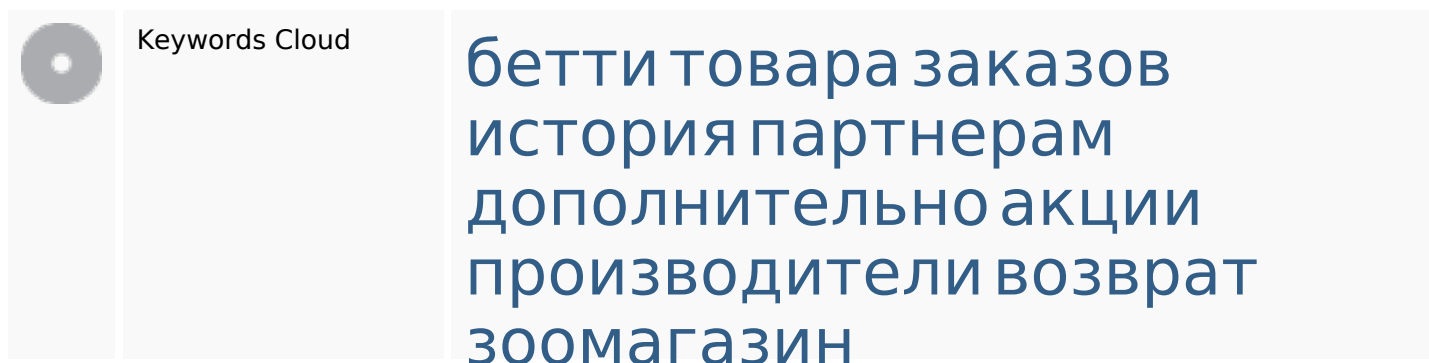 Keywords Cloud
бетти товара заказов
история партнерам
дополнительно акции
производители возврат
зоомагазин